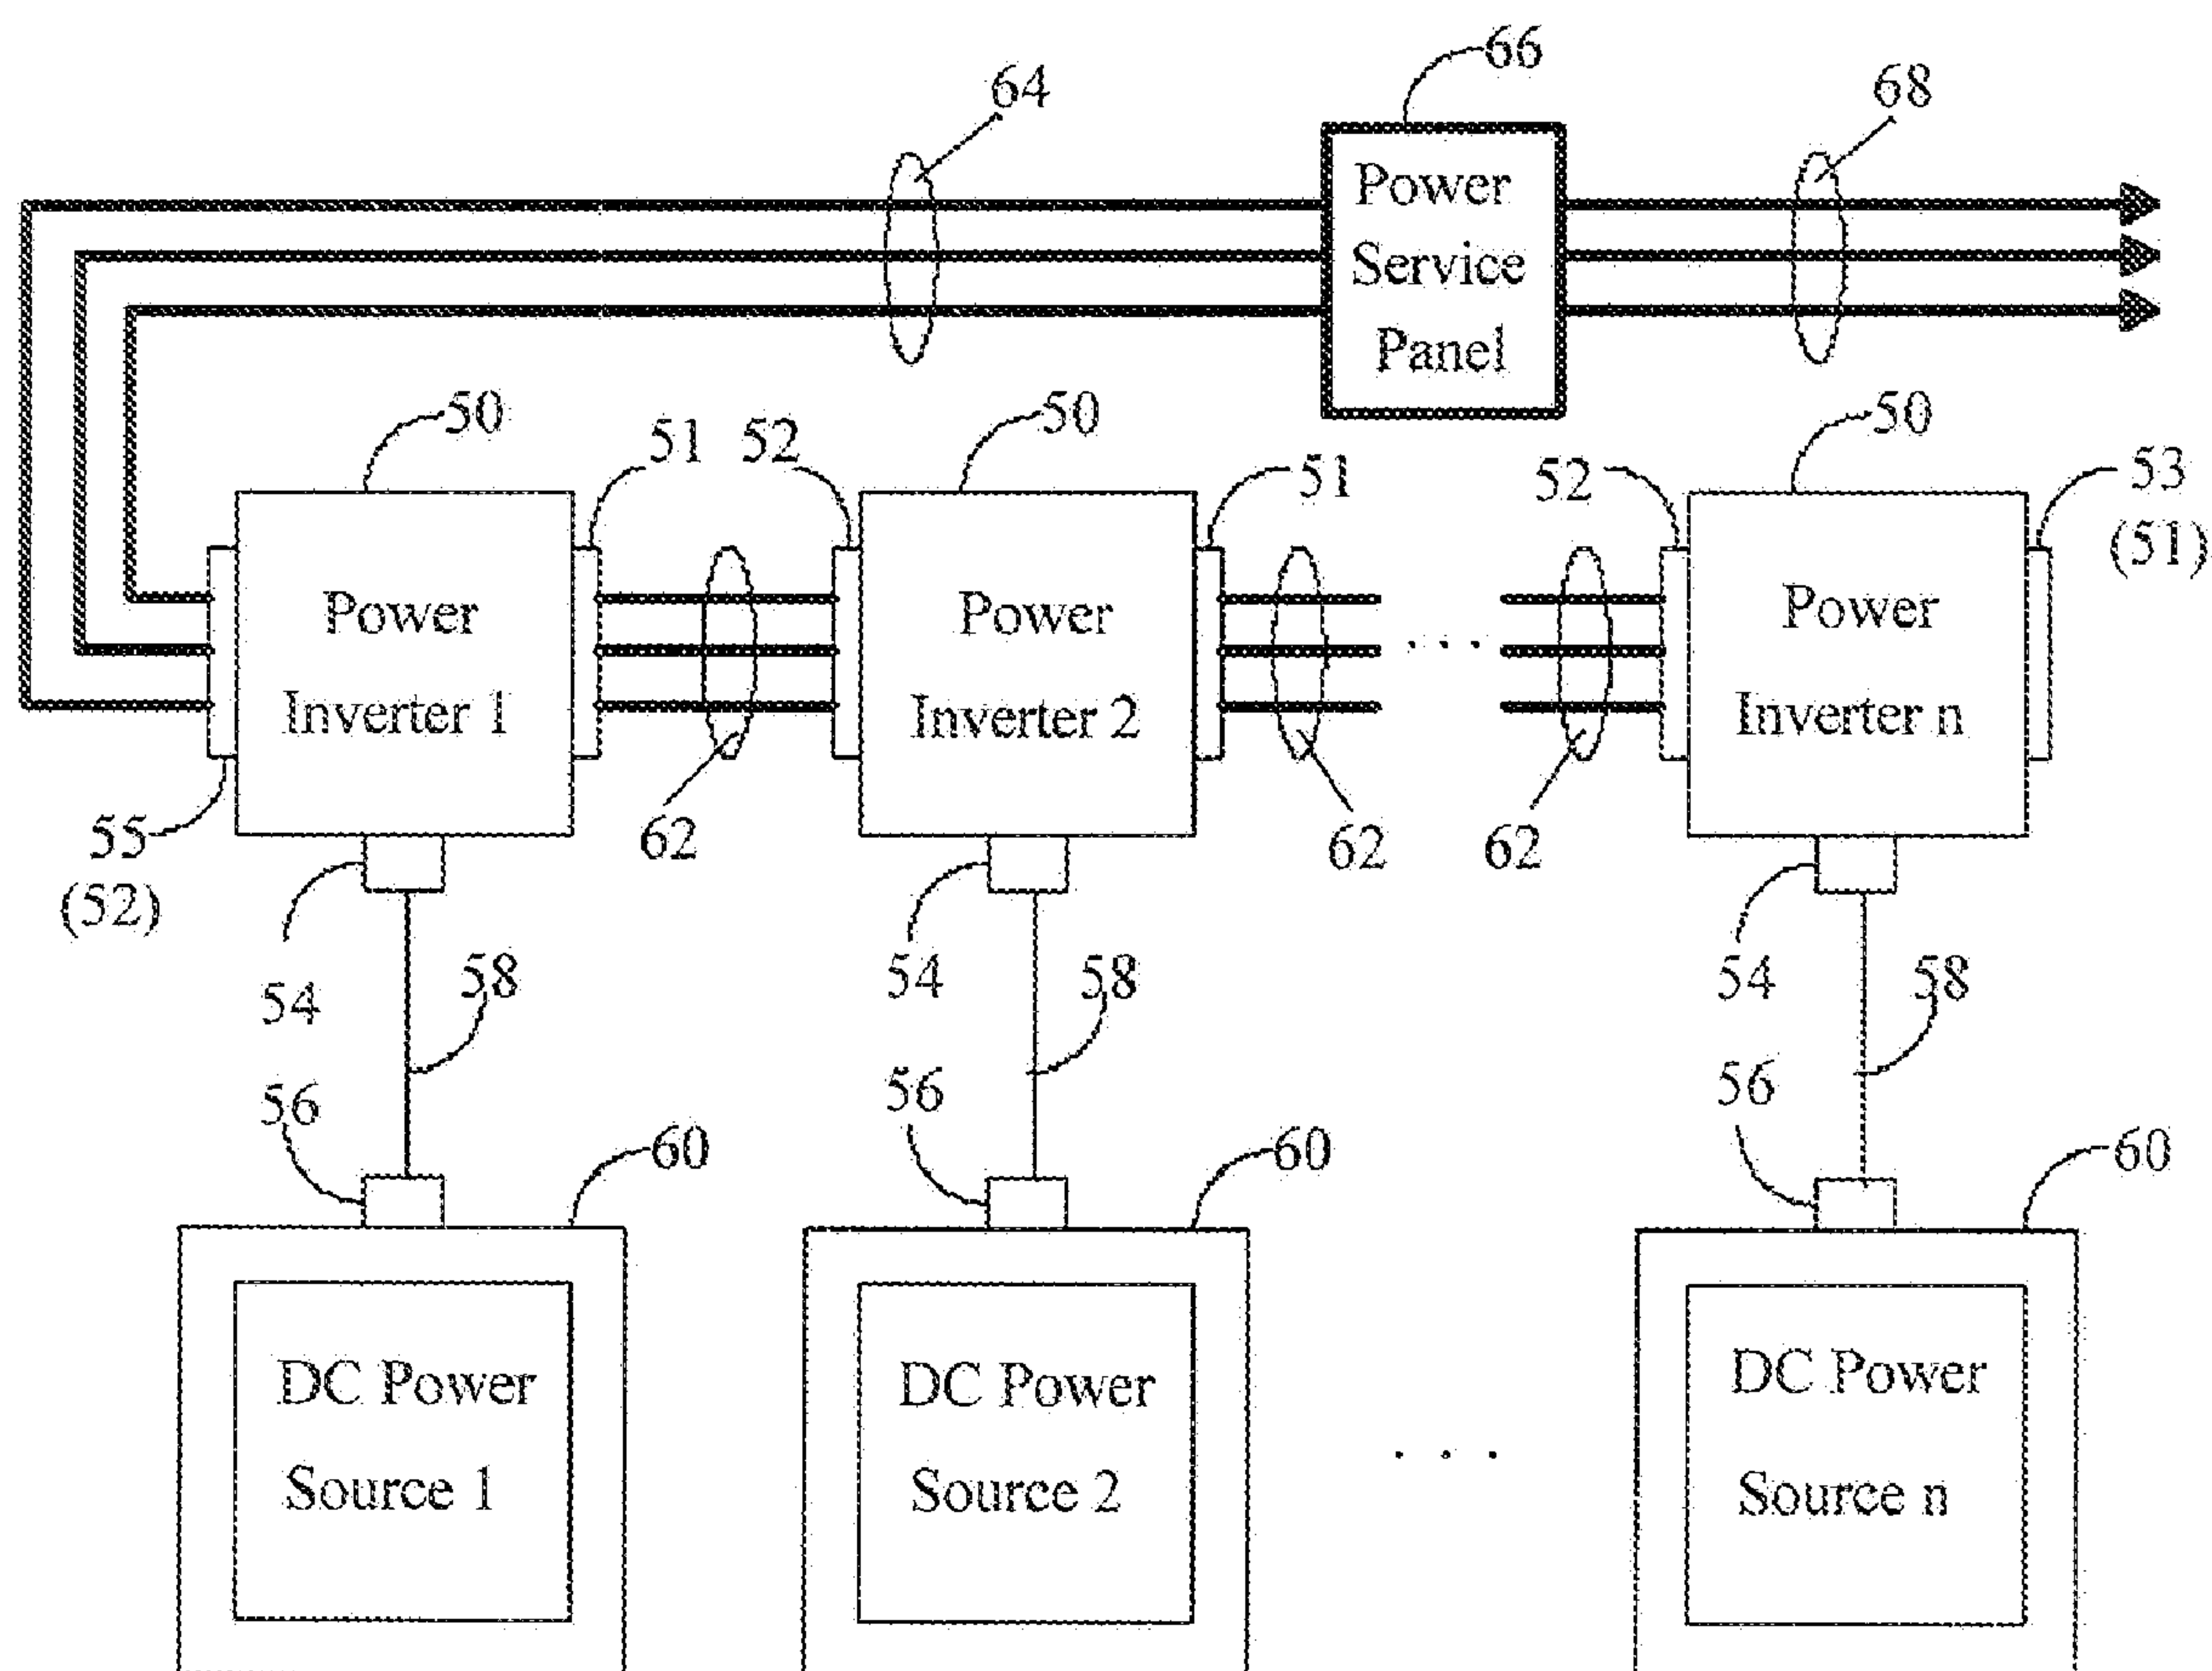 66
64
68
Power
Service
Panel
50
50
50
51
52
51
52
53
(51)
Power
Inverter 1
Power
Inverter 2
. . .
Power
Inverter n
55
(52)
62
62
62
54
58
54
58
54
58
56
60
56
60
56
60
DC Power
Source 1
DC Power
Source 2
. . .
DC Power
Source n